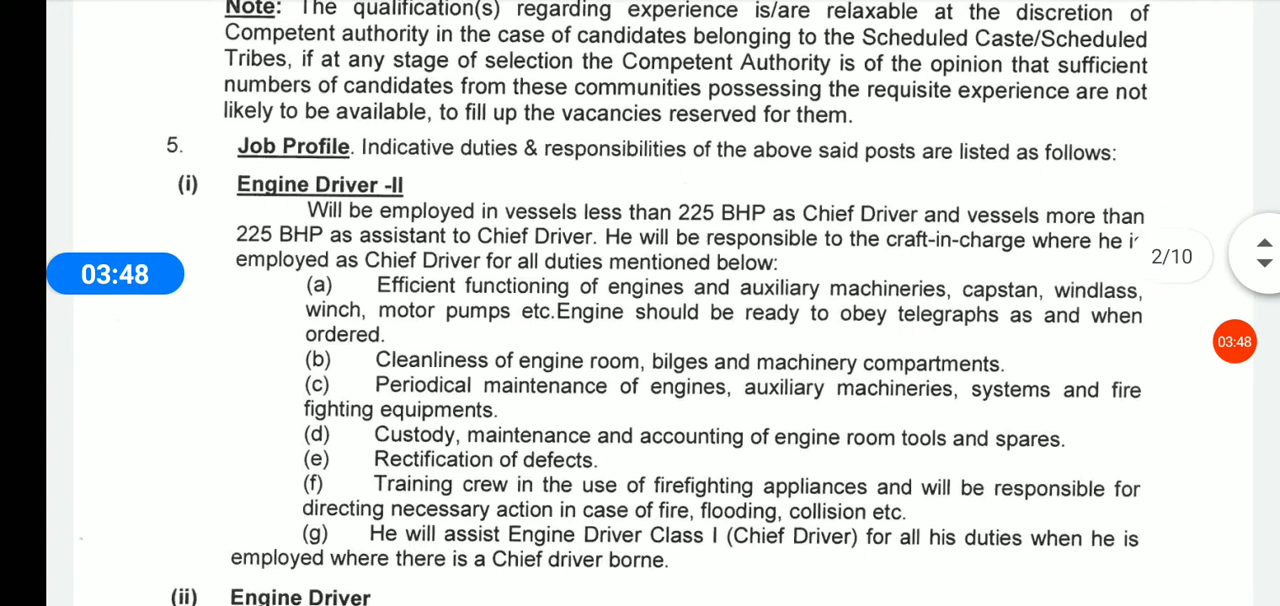 Note: The qualification(s) regarding experience is/are relaxable at the discretion of
Competent authority in the case of candidates belonging to the Scheduled Caste/Scheduled
Tribes, if at any stage of selection the Competent Authority is of the opinion that sufficient
numbers of candidates from these communities possessing the requisite experience are not
likely to be available, to fill up the vacancies reserved for them.
5. Job Profile. Indicative duties & responsibilities of the above said posts are listed as follows:
(i) Engine Driver -II
Will be employed in vessels less than 225 BHP as Chief Driver and vessels more than
225 BHP as assistant to Chief Driver. He will be responsible to the craft-in-charge where he
2/10
employed as Chief Driver for all duties mentioned below:
03:48
(a) Efficient functioning of engines and auxiliary machineries, capstan, windlass,
winch, motor pumps etc.Engine should be ready to obey telegraphs as and when
ordered.
03:48
(b) Cleanliness of engine room, bilges and machinery compartments.
(c) Periodical maintenance of engines, auxiliary machineries, systems and fire
fighting equipments.
(d) Custody, maintenance and accounting of engine room tools and spares.
(e) Rectification of defects.
(f) Training crew in the use of firefighting appliances and will be responsible for
directing necessary action in case of fire, flooding, collision etc.
(g) He will assist Engine Driver Class I (Chief Driver) for all his duties when he is
employed where there is a Chief driver borne.
(ii) Engine Driver